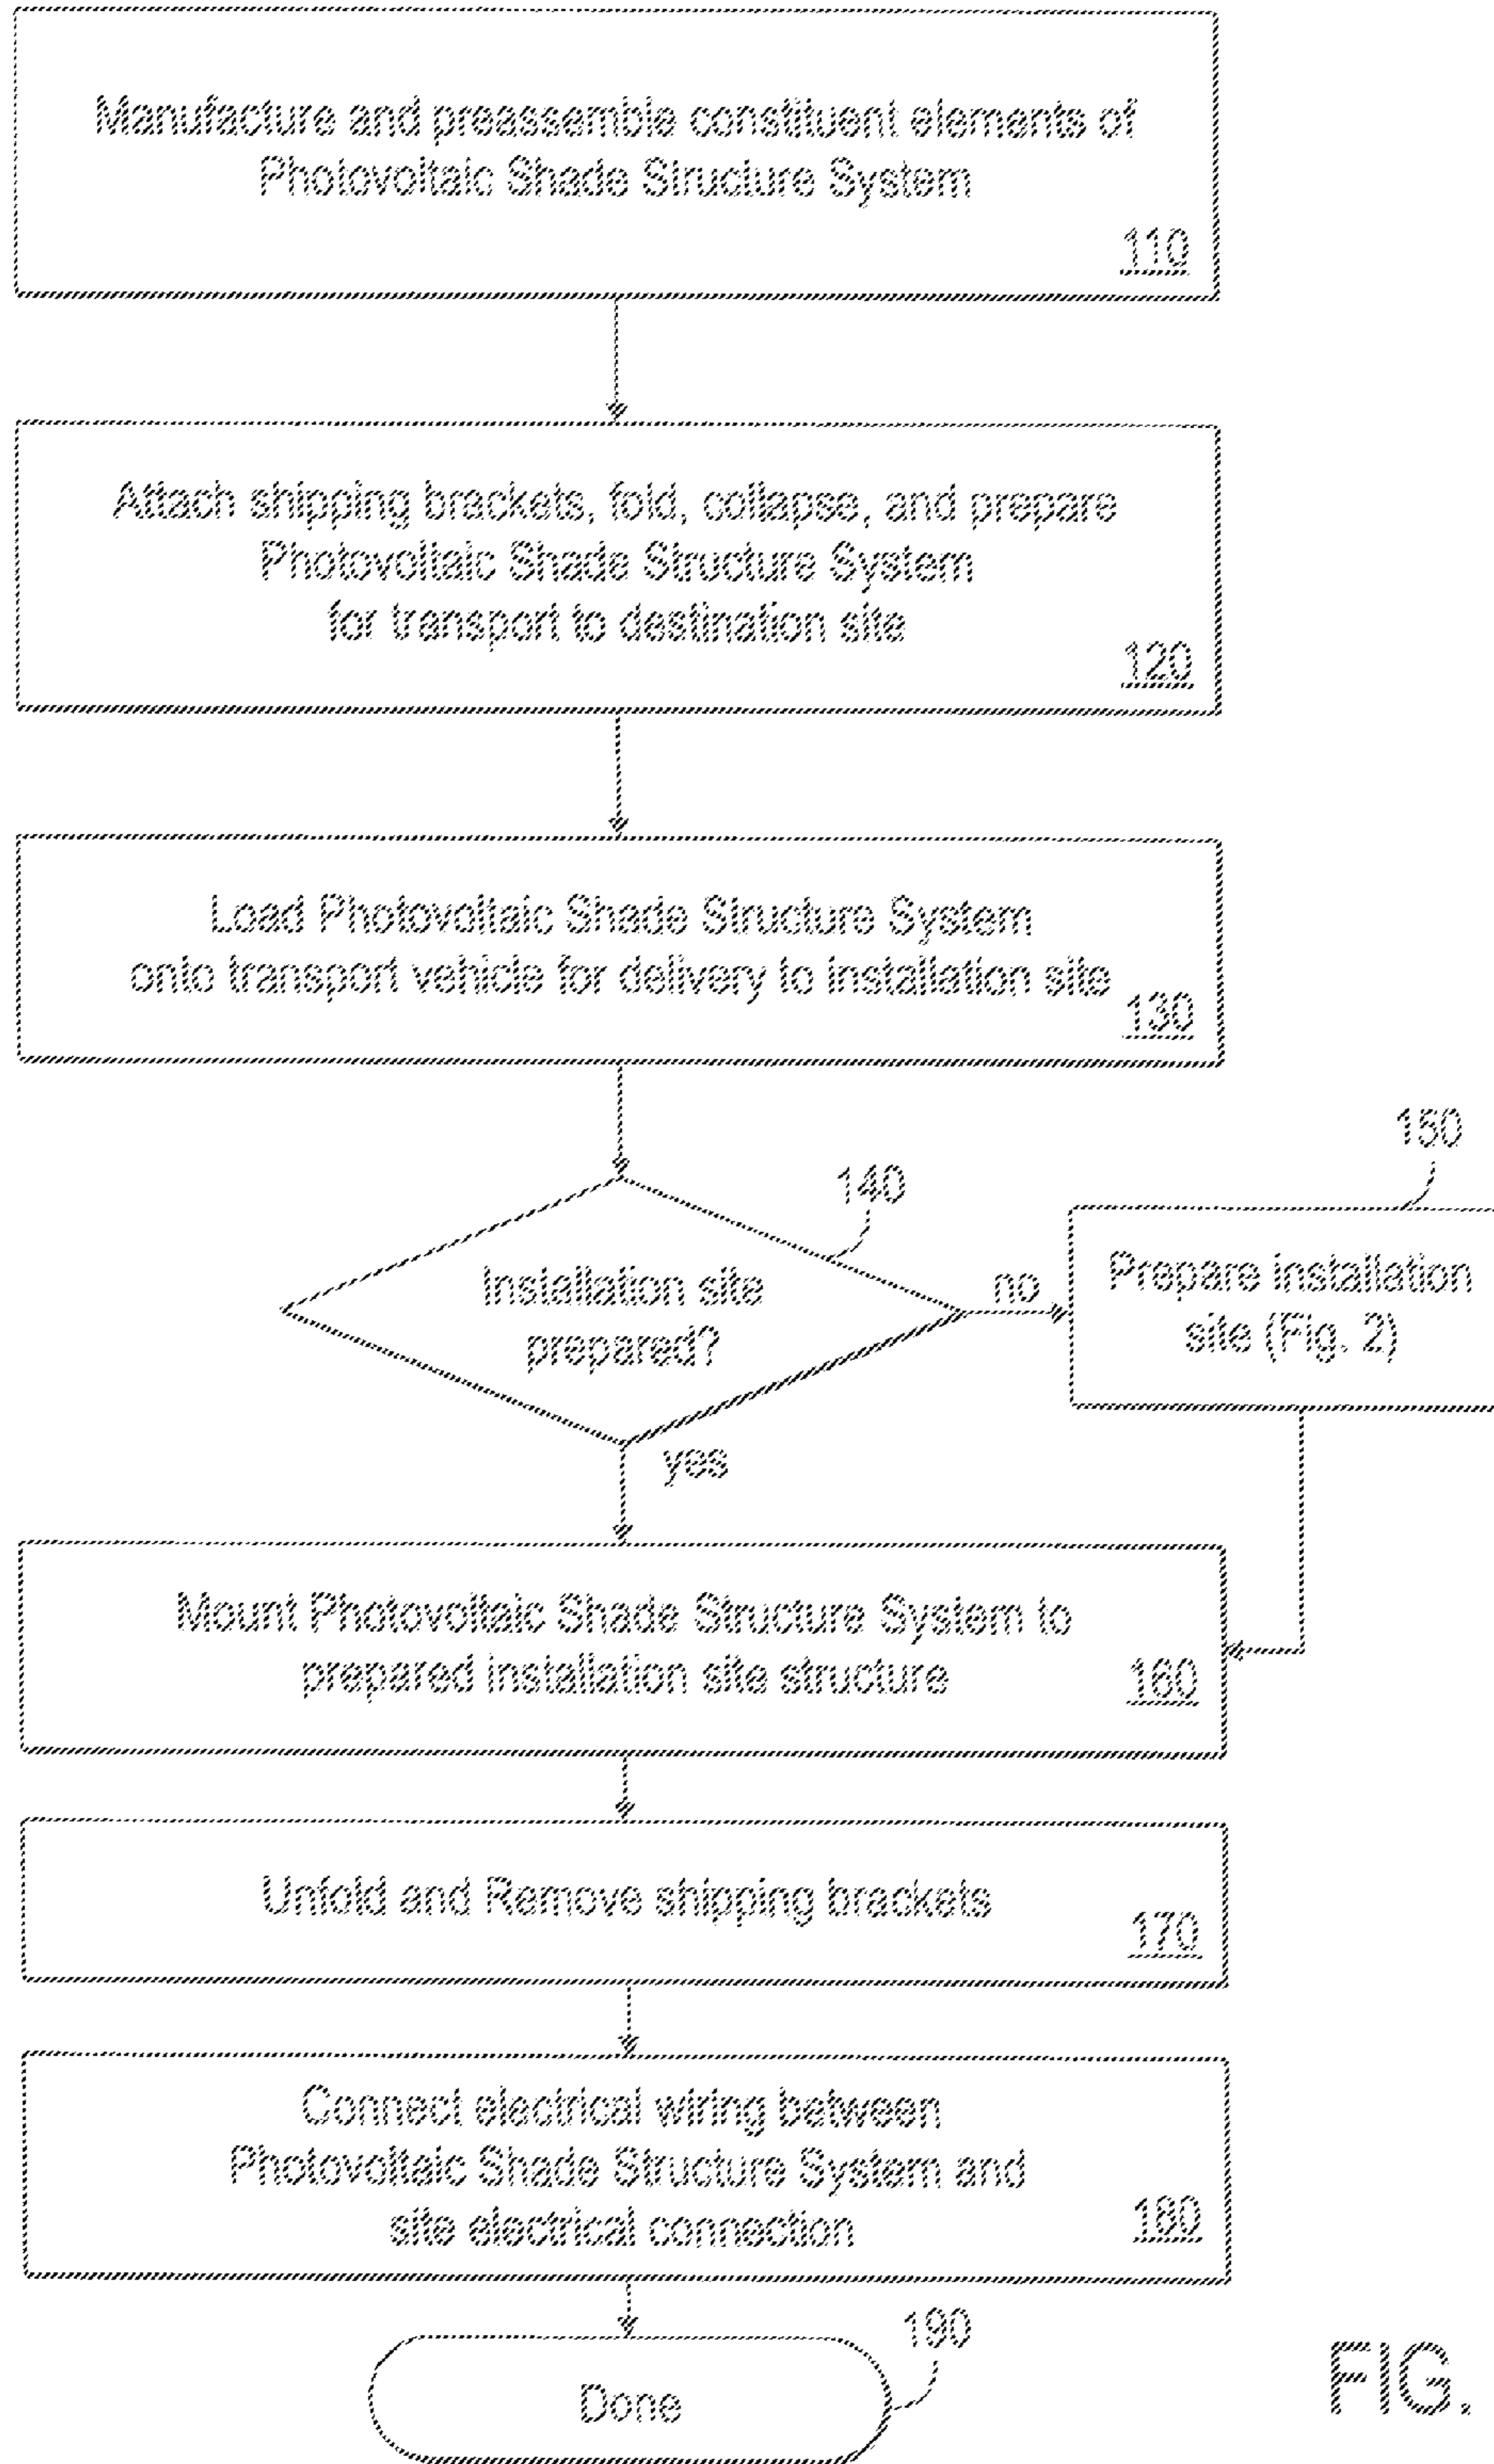 Manufacture and preassemble constituent elements of
Photovoltaic Shade Structure System
110
Attach shipping brackets, fold, collapse, and prepare
Photovoltaic Shade Structure System
for transport to destination site
120
Load Photovoltaic Shade Structure System
onto transport vehicle for delivery to installation site
130
140
Installation site
prepared?
no
yes
150
Prepare installation
site (Fig. 2)
Mount Photovoltaic Shade Structure System to
prepared installation site structure
160
Unfold and Remove shipping brackets
170
Connect electrical wiring between
Photovoltaic Shade Structure System and
site electrical connection
180
190
Done
FIG.